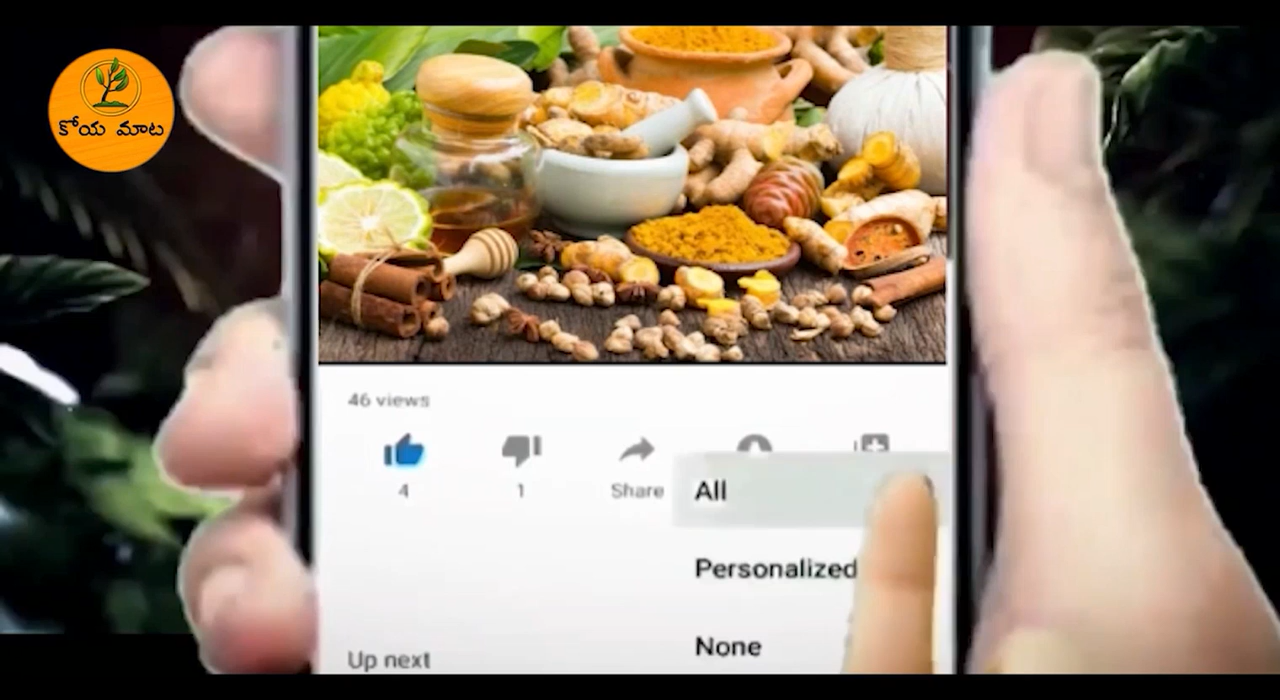 కోయ మాట
46 views
4
1
Share
All
Personalized
None
Up next